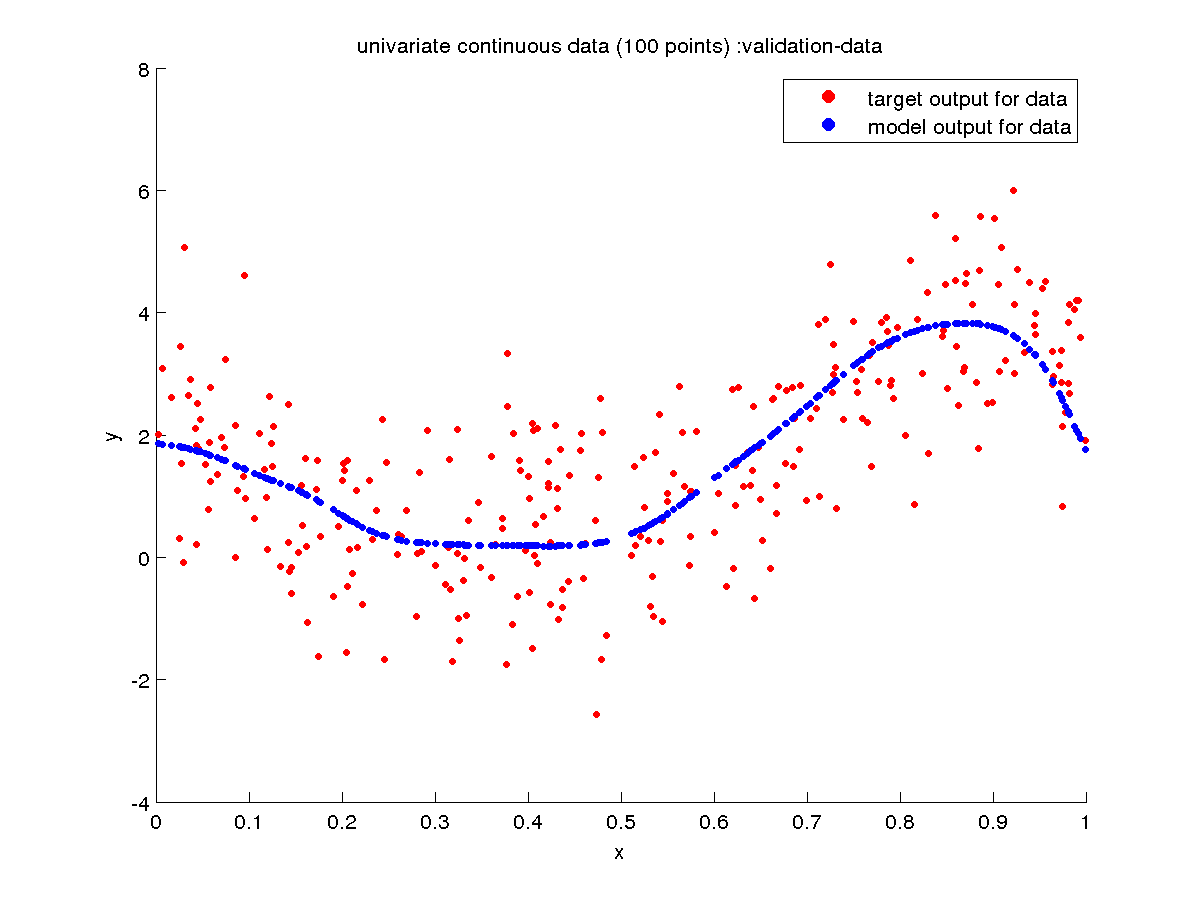 univariate continuous data (100 points) :validation-data
target output for data
model output for data
8
6
4
2
0
-2
-4
y
0 0.1 0.2 0.3 0.4 0.5 0.6 0.7 0.8 0.9 1
x